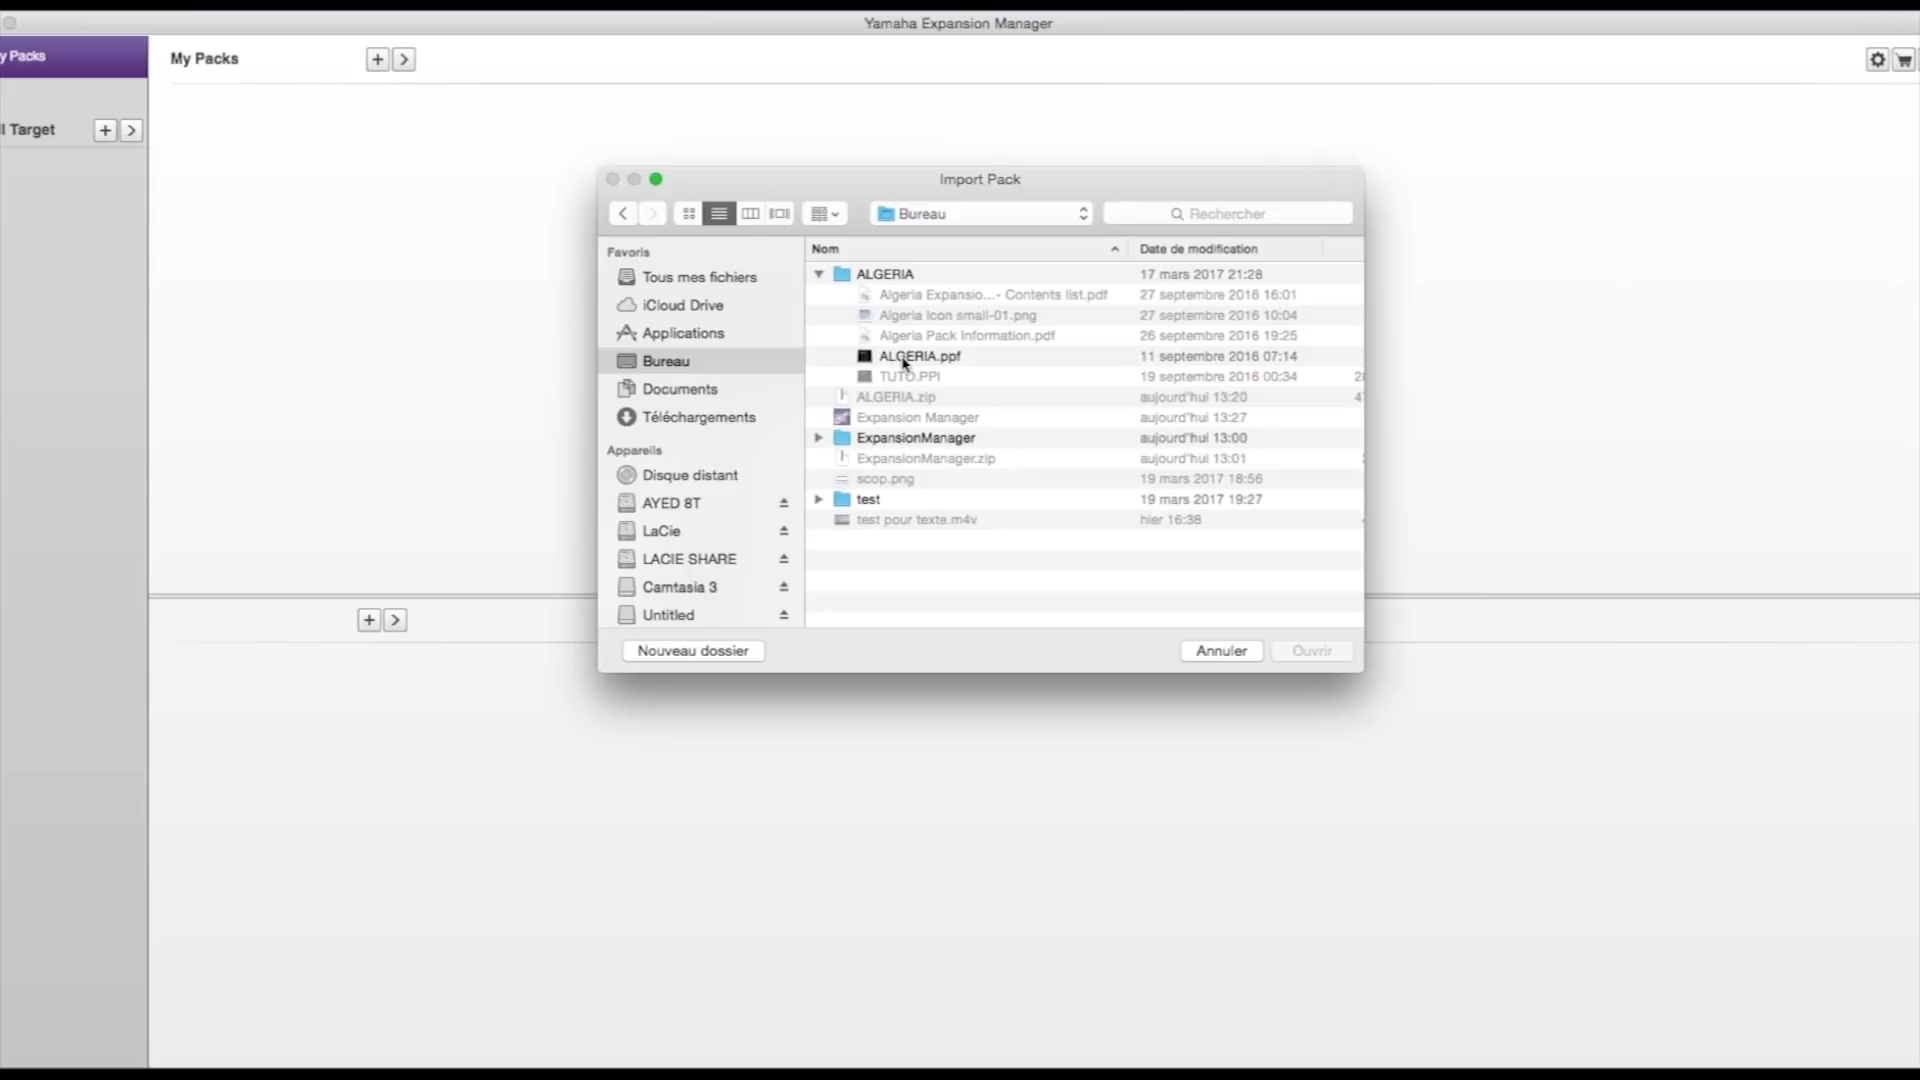 Yamaha Expansion Manager
y Packs
My Packs
ll Target
Import Pack
Bureau
Rechercher
Favoris
Tous mes fichiers
iCloud Drive
Applications
Bureau
Documents
Téléchargements
Appareils
Disque distant
AYED 8T
LaCie
LACIE SHARE
Camtasia 3
Untitled
Nom Date de modification
ALGERIA 17 mars 2017 21:28
Algeria Expansio...- Contents list.pdf 27 septembre 2016 16:01
Algeria Icon small-01.png 27 septembre 2016 10:04
Algeria Pack Information.pdf 26 septembre 2016 19:25
ALGERIA.ppf 11 septembre 2016 07:14
TUTO.PPI 19 septembre 2016 00:34
ALGERIA.zip aujourd'hui 13:20
Expansion Manager aujourd'hui 13:27
ExpansionManager aujourd'hui 13:00
ExpansionManager.zip aujourd'hui 13:01
scop.png 19 mars 2017 18:56
test 19 mars 2017 19:27
test pour texte.m4v hier 16:38
Nouveau dossier
Annuler
Ouvrir